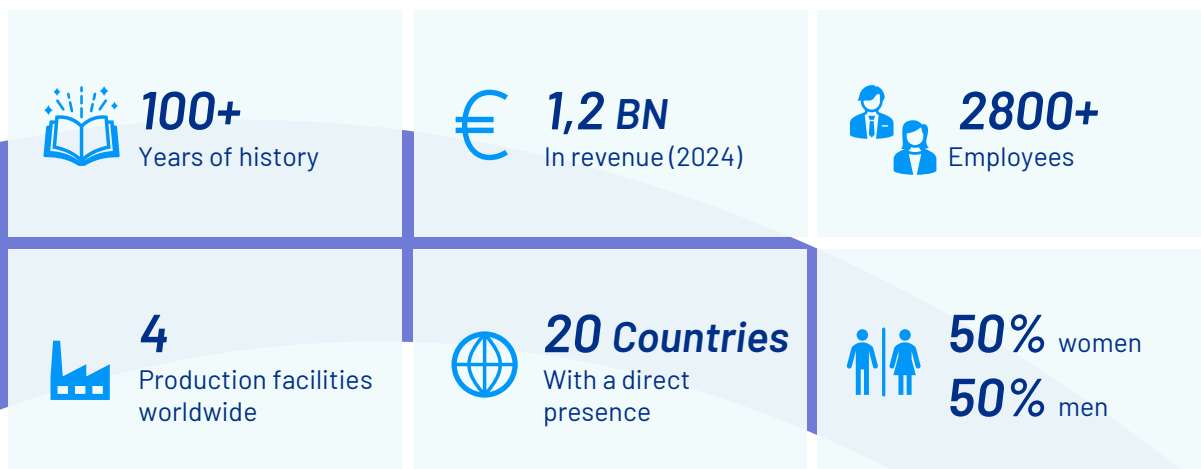 100+
Years of history
€
1,2 BN
In revenue (2024)
2800+
Employees
4
Production facilities
worldwide
20 Countries
With a direct
presence
50% women
50% men